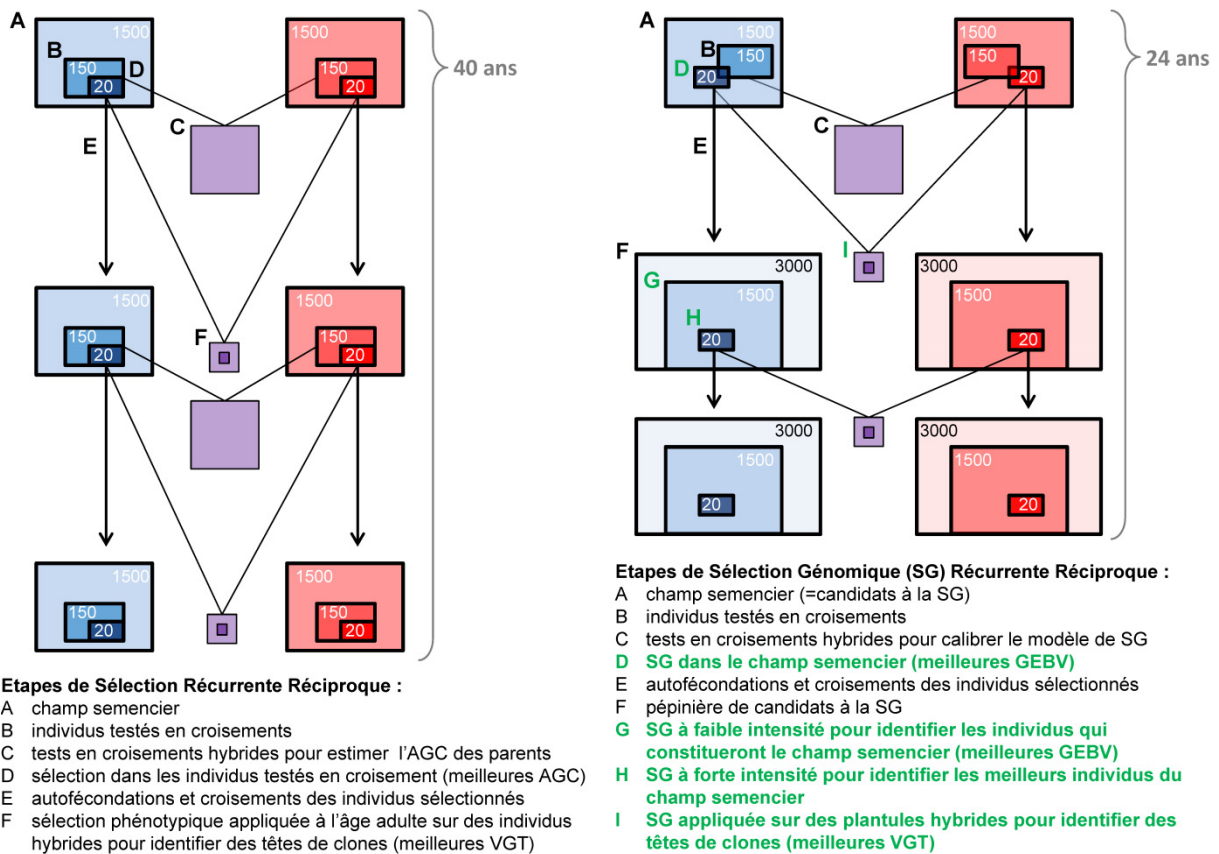 A
1500
1500
B
150
D
150
20
20
40 ans
C
E
1500
1500
150
150
F
20
20
1500
1500
150
150
20
20
Etapes de Sélection Récurrente Réciproque :
A champ semencier
B individus testés en croisements
C tests en croisements hybrides pour estimer l'AGC des parents
D sélection dans les individus testés en croisement (meilleures AGC)
E autofécondations et croisements des individus sélectionnés
F sélection phénotypique appliquée à l'âge adulte sur des individus
hybrides pour identifier des têtes de clones (meilleures VGT)
A
1500
1500
B
150
150
D
20
20
24 ans
C
E
F
I
3000
3000
G
1500
1500
H
20
20
3000
3000
1500
1500
20
20
Etapes de Sélection Génomique (SG) Récurrente Réciproque :
A champ semencier (=candidats à la SG)
B individus testés en croisements
C tests en croisements hybrides pour calibrer le modèle de SG
D SG dans le champ semencier (meilleures GEBV)
E autofécondations et croisements des individus sélectionnés
F pépinière de candidats à la SG
G SG à faible intensité pour identifier les individus qui
constitueront le champ semencier (meilleures GEBV)
H SG à forte intensité pour identifier les meilleurs individus du
champ semencier
I SG appliquée sur des plantules hybrides pour identifier des
têtes de clones (meilleures VGT)